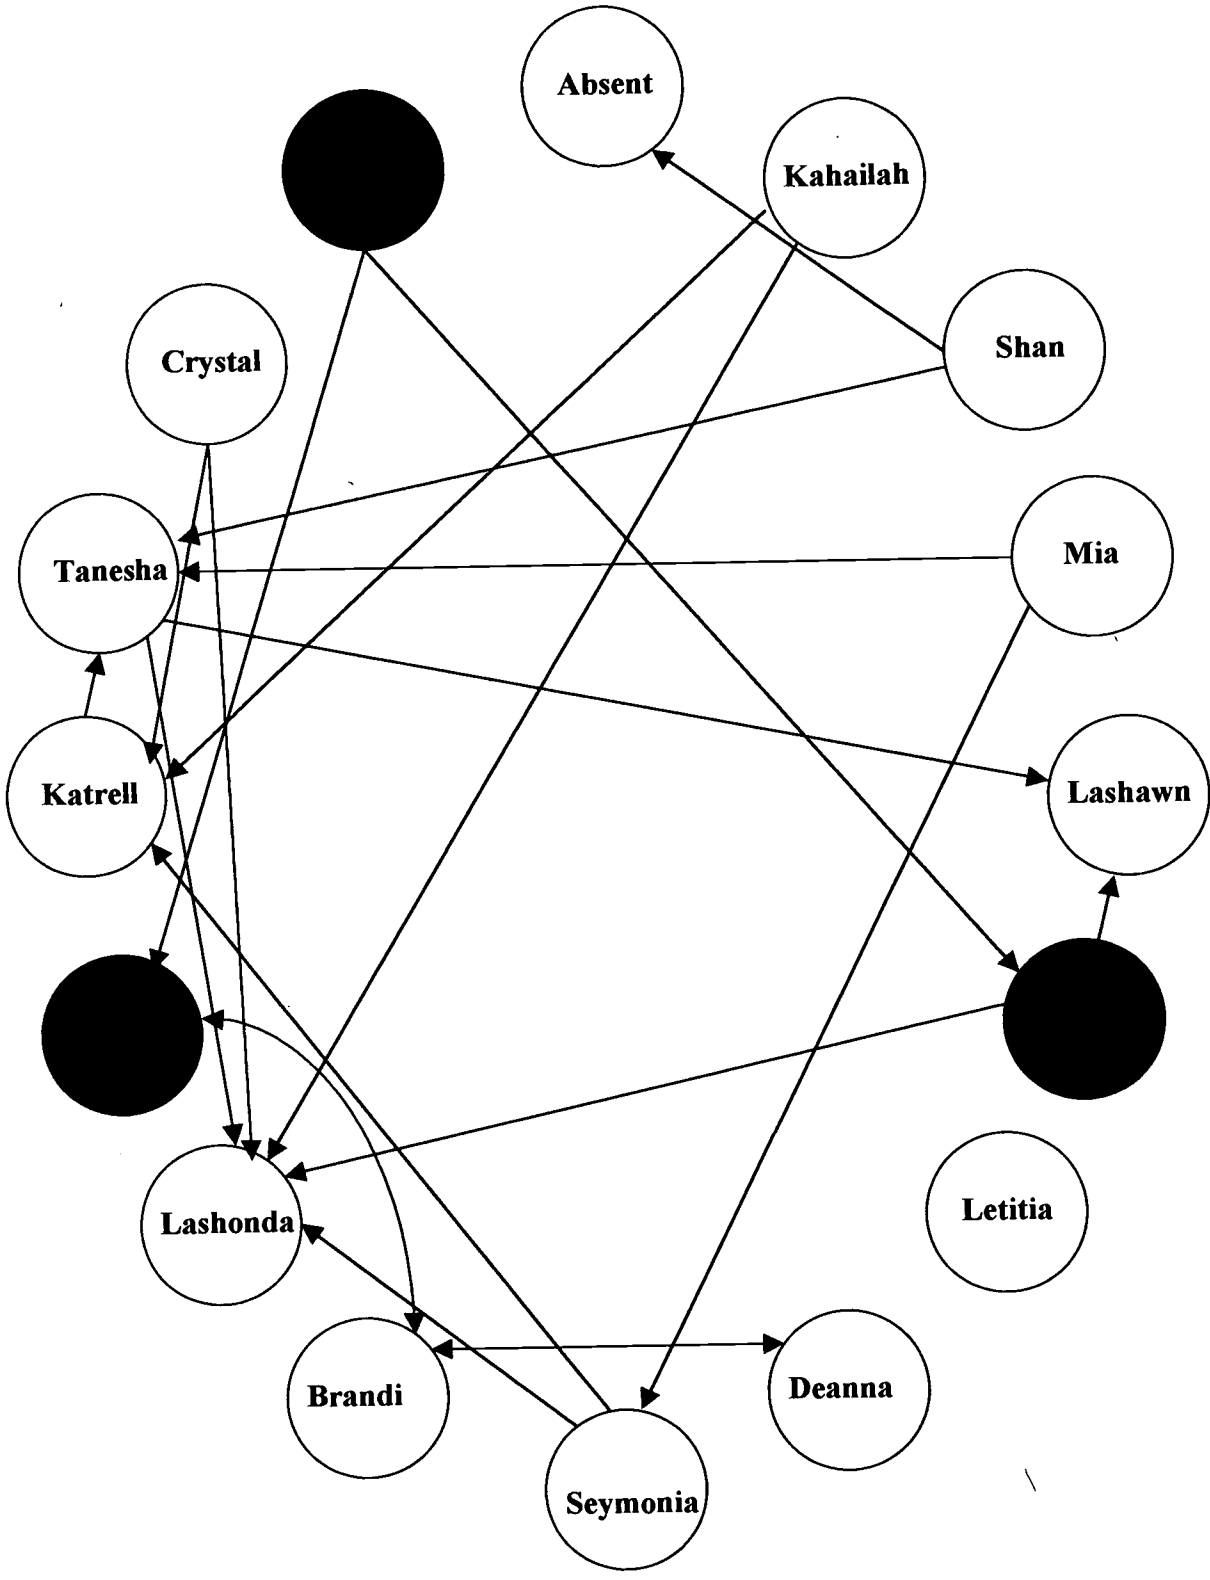 Absent
Kahailah
Shan
Crystal
Mia
Tanesha
Lashawn
Katrell
Letitia
Lashonda
Deanna
Brandi
Seymonia